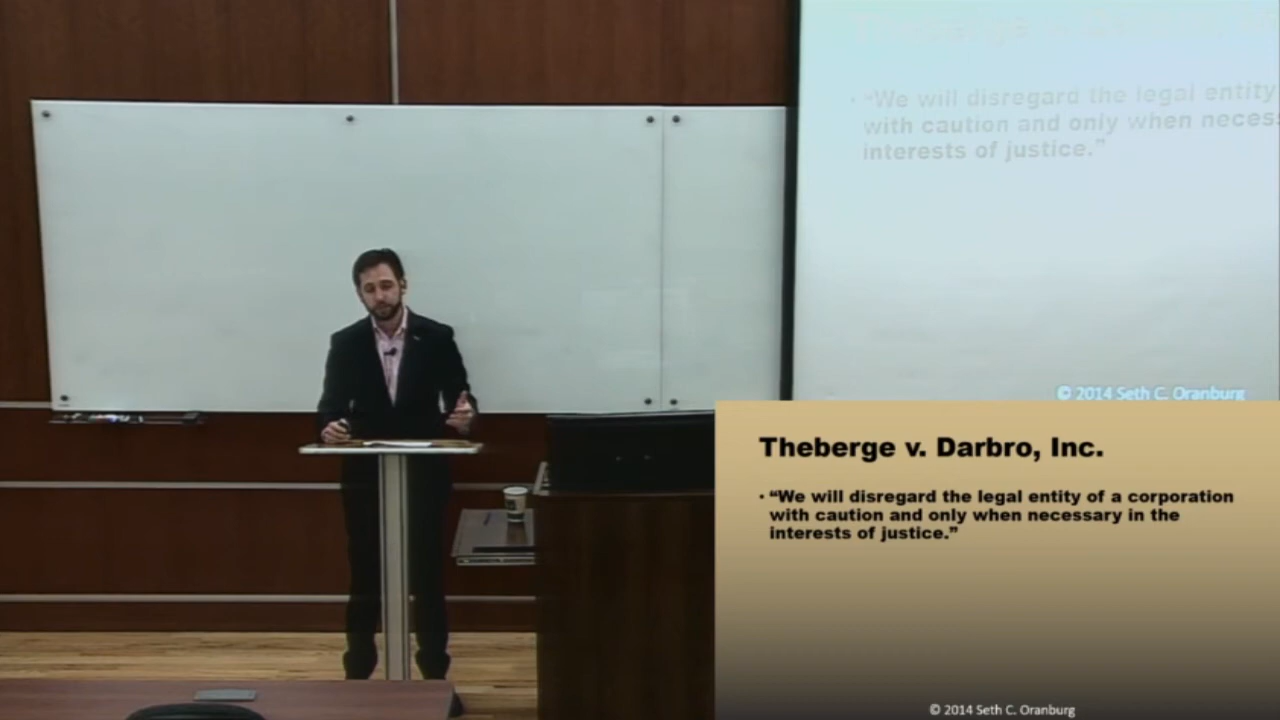 “We will disregard the legal entity
with caution and only when neces
interests of justice.”
© 2014 Seth C. Oranburg
Theberge v. Darbro, Inc.
• “We will disregard the legal entity of a corporation
with caution and only when necessary in the
interests of justice.”
© 2014 Seth C. Oranburg